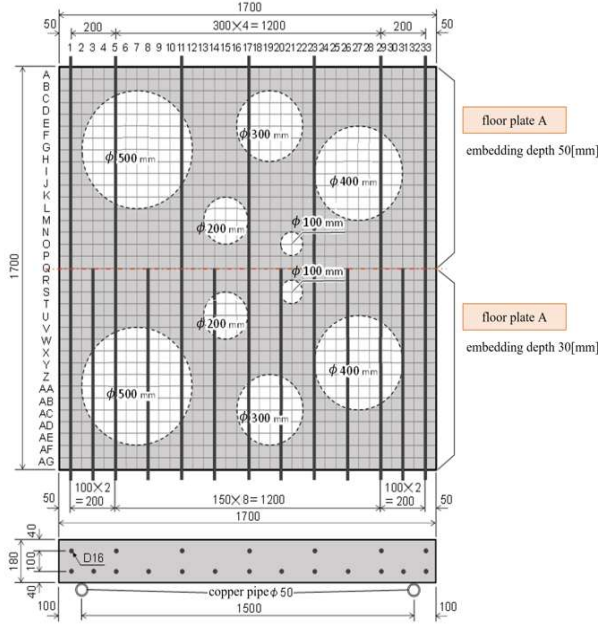 1700
50 200 300×4=1200 200 50
1 2 3 4 5 6 7 8 9 10 11 12 13 14 15 16 17 18 19 20 21 22 23 24 25 26 27 28 29 30 31 32 33
1700
A
B
C
D
E
F
G
H
I
J
K
L
M
N
O
P
Q
R
S
T
U
V
W
X
Y
Z
AA
AB
AC
AD
AE
AF
AG
ϕ300 mm
ϕ500 mm
ϕ400 mm
ϕ200 mm
ϕ100 mm
ϕ100 mm
ϕ200 mm
ϕ400 mm
ϕ500 mm
ϕ300 mm
floor plate A
embedding depth 50[mm]
floor plate A
embedding depth 30[mm]
50 100×2 150×8=1200 100×2 50
=200 =200
1700
40
180
100
40
D16
copper pipe ϕ50
100 1500 100